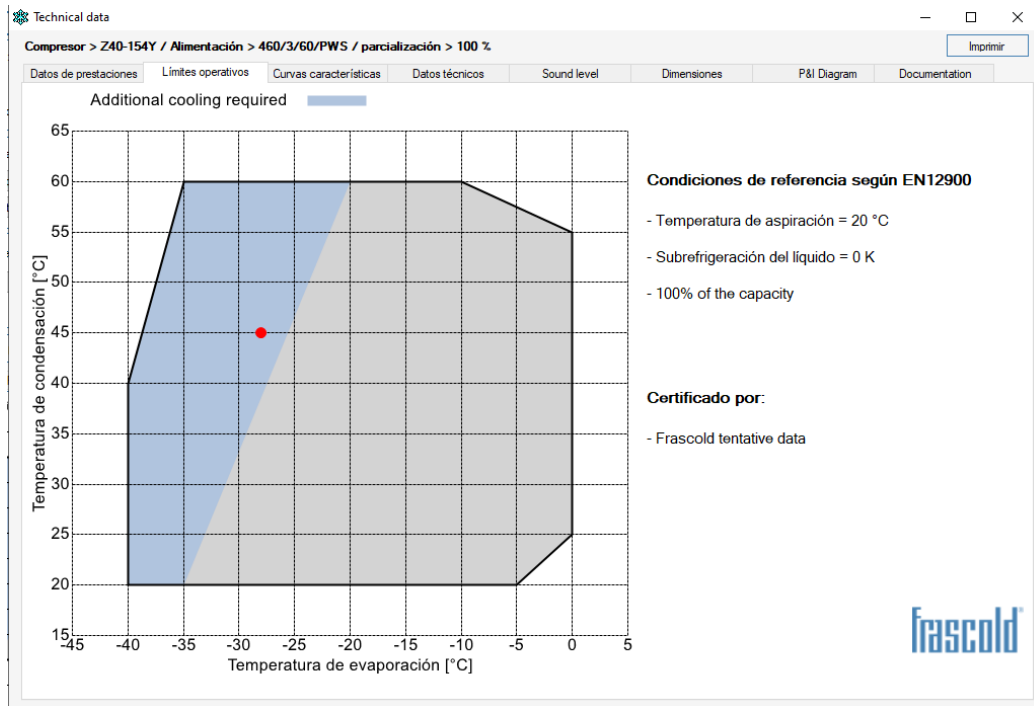 Technical data
Compresor > Z40-154Y / Alimentación > 460/3/60/PWS / parcialización > 100 %
Imprimir
Datos de prestaciones Límites operativos Curvas características Datos técnicos Sound level Dimensiones P&I Diagram Documentation
Additional cooling required
65
60
55
50
45
40
35
30
25
20
15
Temperatura de condensación [°C]
-45 -40 -35 -30 -25 -20 -15 -10 -5 0 5
Temperatura de evaporación [°C]
Condiciones de referencia según EN12900
- Temperatura de aspiración = 20 °C
- Subrefrigeración del líquido = 0 K
- 100% of the capacity
Certificado por:
- Frascold tentative data
frascold